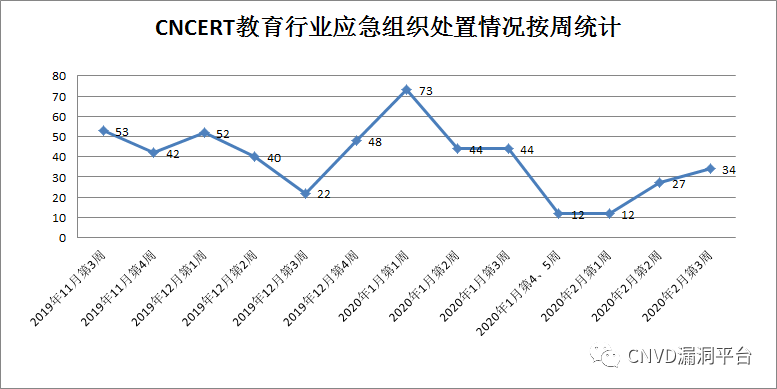 CNCERT教育行业应急组织处置情况按周统计
80
70
60
50
40
30
20
10
0
53
42
52
40
22
48
73
44
44
12
12
27
34
2019年11月第3周
2019年11月第4周
2019年12月第1周
2019年12月第2周
2019年12月第3周
2019年12月第4周
2020年1月第1周
2020年1月第2周
2020年1月第3周
2020年1月第4、5周
2020年2月第1周
2020年2月第2周
2020年2月第3周
CNVD漏洞平台